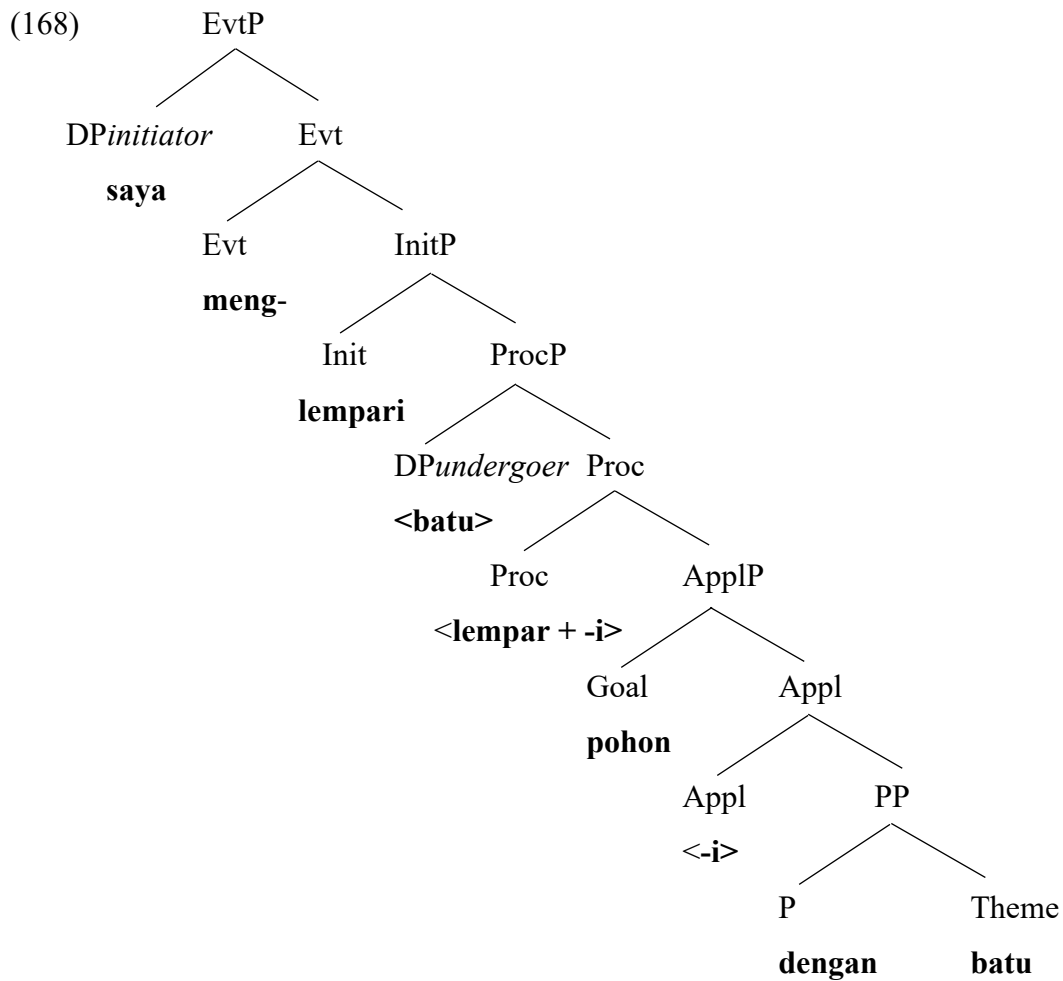 (168) EvtP
DPinitiator Evt
saya
Evt InitP
meng-
Init ProcP
lempari
DPundergoer Proc
<batu>
Proc ApplP
<lempar + -i>
Goal Appl
pohon
Appl PP
<-i>
P Theme
dengan batu